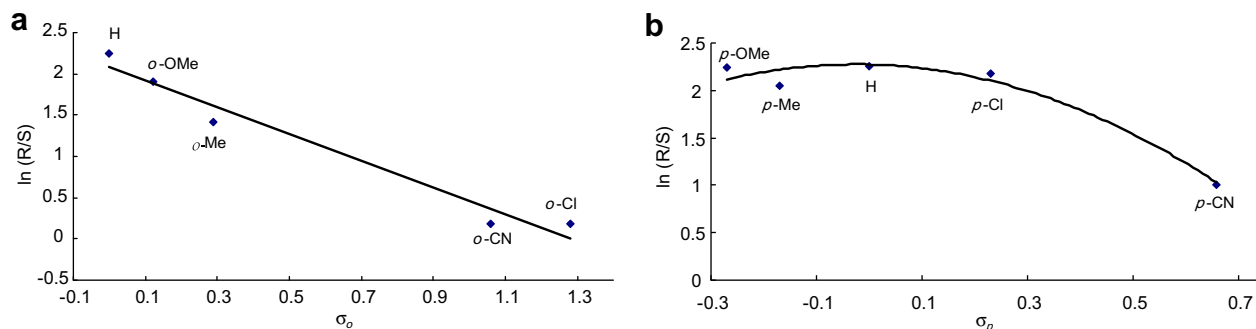 a
H
o-OMe
o-Me
o-Cl
o-CN
ln (R/S)
2.5
2
1.5
1
0.5
0
-0.5
-0.1 0.1 0.3 0.5 0.7 0.9 1.1 1.3
σo
b
p-OMe
p-Me
H
p-Cl
p-CN
ln (R/S)
2.5
2
1.5
1
0.5
0
-0.3 -0.1 0.1 0.3 0.5 0.7
σp